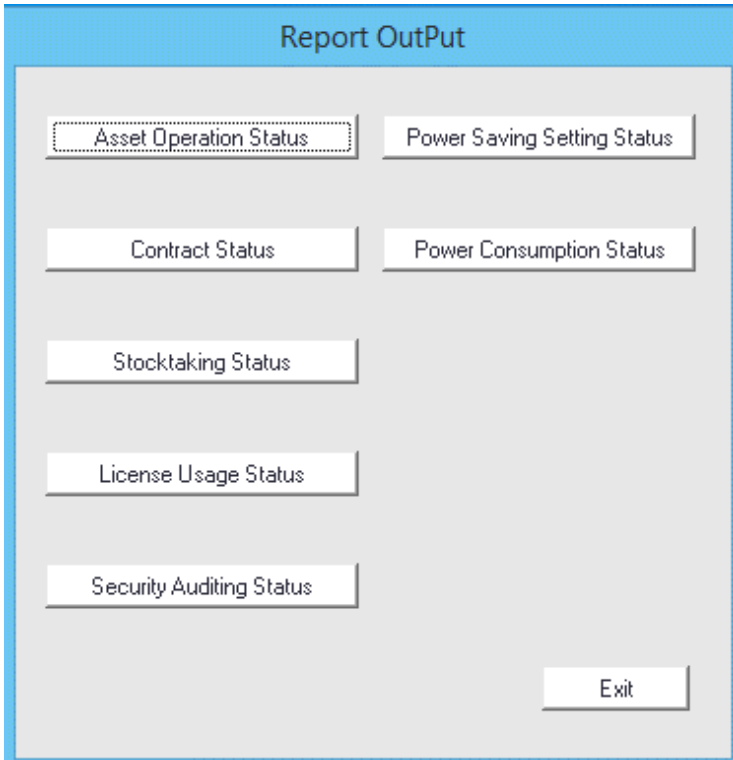 Report OutPut
Asset Operation Status
Power Saving Setting Status
Contract Status
Power Consumption Status
Stocktaking Status
License Usage Status
Security Auditing Status
Exit